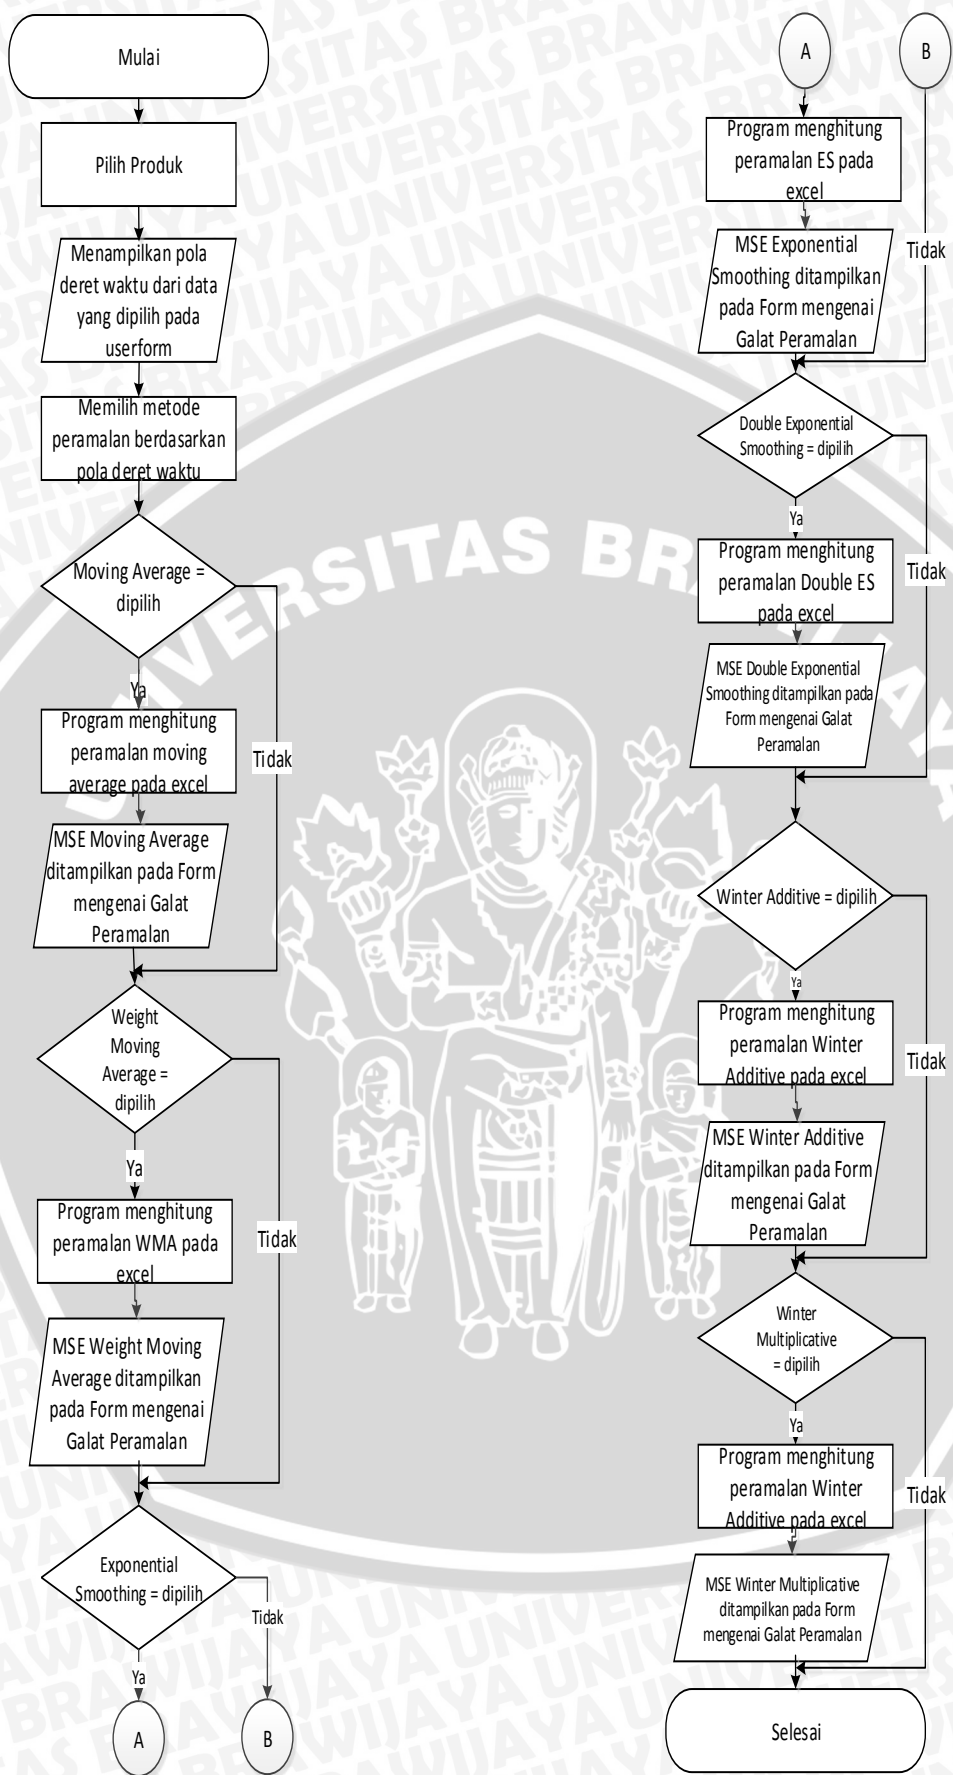 Mulai
Pilih Produk
Menampilkan pola
deret waktu dari data
yang dipilih pada
userform
Memilih metode
peramalan berdasarkan
pola deret waktu
Moving Average =
dipilih
Ya
Tidak
Program menghitung
peramalan moving
average pada excel
MSE Moving Average
ditampilkan pada Form
mengenai Galat
Peramalan
Weight
Moving
Average =
dipilih
Ya
Tidak
Program menghitung
peramalan WMA pada
excel
MSE Weight Moving
Average ditampilkan
pada Form mengenai
Galat Peramalan
Exponential
Smoothing = dipilih
Tidak
Ya
A
B
A
B
Program menghitung
peramalan ES pada
excel
Tidak
MSE Exponential
Smoothing ditampilkan
pada Form mengenai
Galat Peramalan
Double Exponential
Smoothing = dipilih
Ya
Tidak
Program menghitung
peramalan Double ES
pada excel
MSE Double Exponential
Smoothing ditampilkan pada
Form mengenai Galat
Peramalan
Winter Additive = dipilih
Ya
Tidak
Program menghitung
peramalan Winter
Additive pada excel
MSE Winter Additive
ditampilkan pada Form
mengenai Galat
Peramalan
Winter
Multiplicative
= dipilih
Ya
Tidak
Program menghitung
peramalan Winter
Additive pada excel
MSE Winter Multiplicative
ditampilkan pada Form
mengenai Galat Peramalan
Selesai